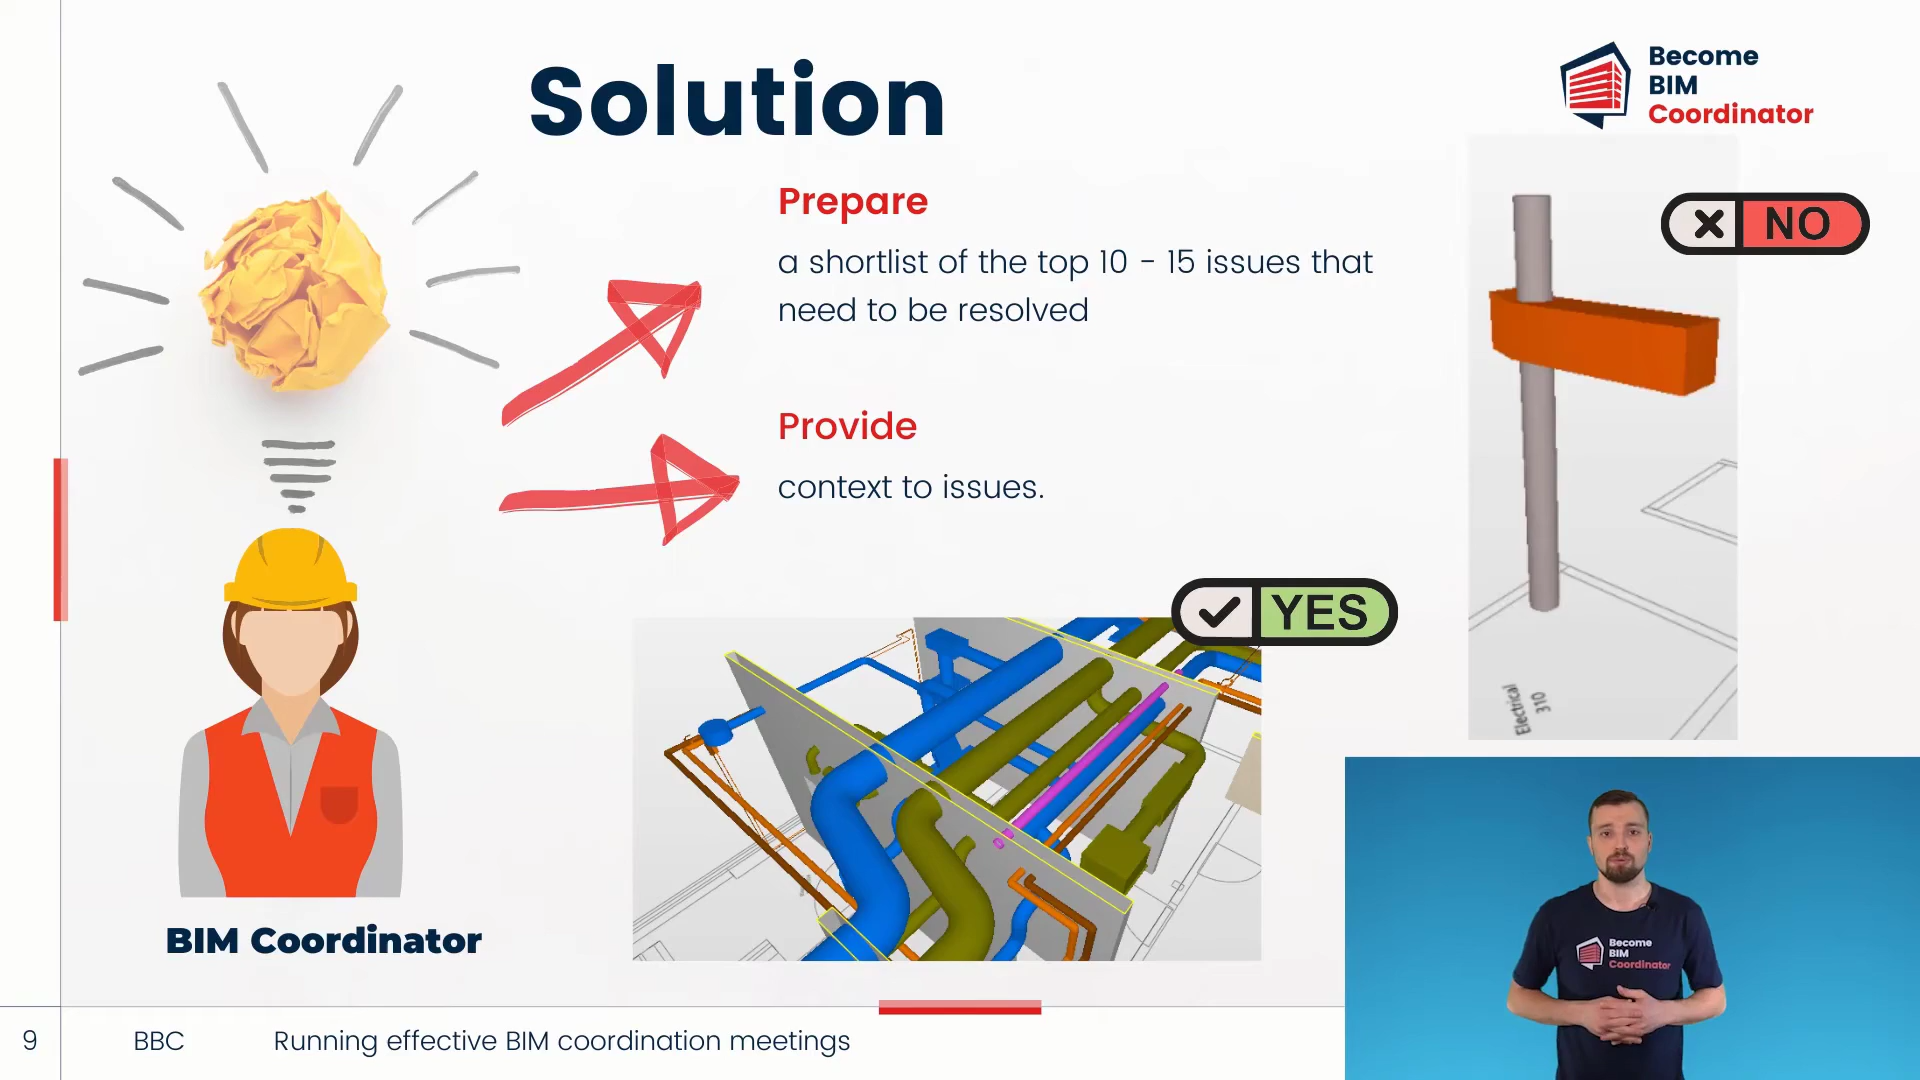 Solution
Become
BIM
Coordinator
Prepare
a shortlist of the top 10 - 15 issues that
need to be resolved
NO
Provide
context to issues.
YES
Electrical
310
BIM Coordinator
Become
BIM
Coordinator
9
BBC
Running effective BIM coordination meetings